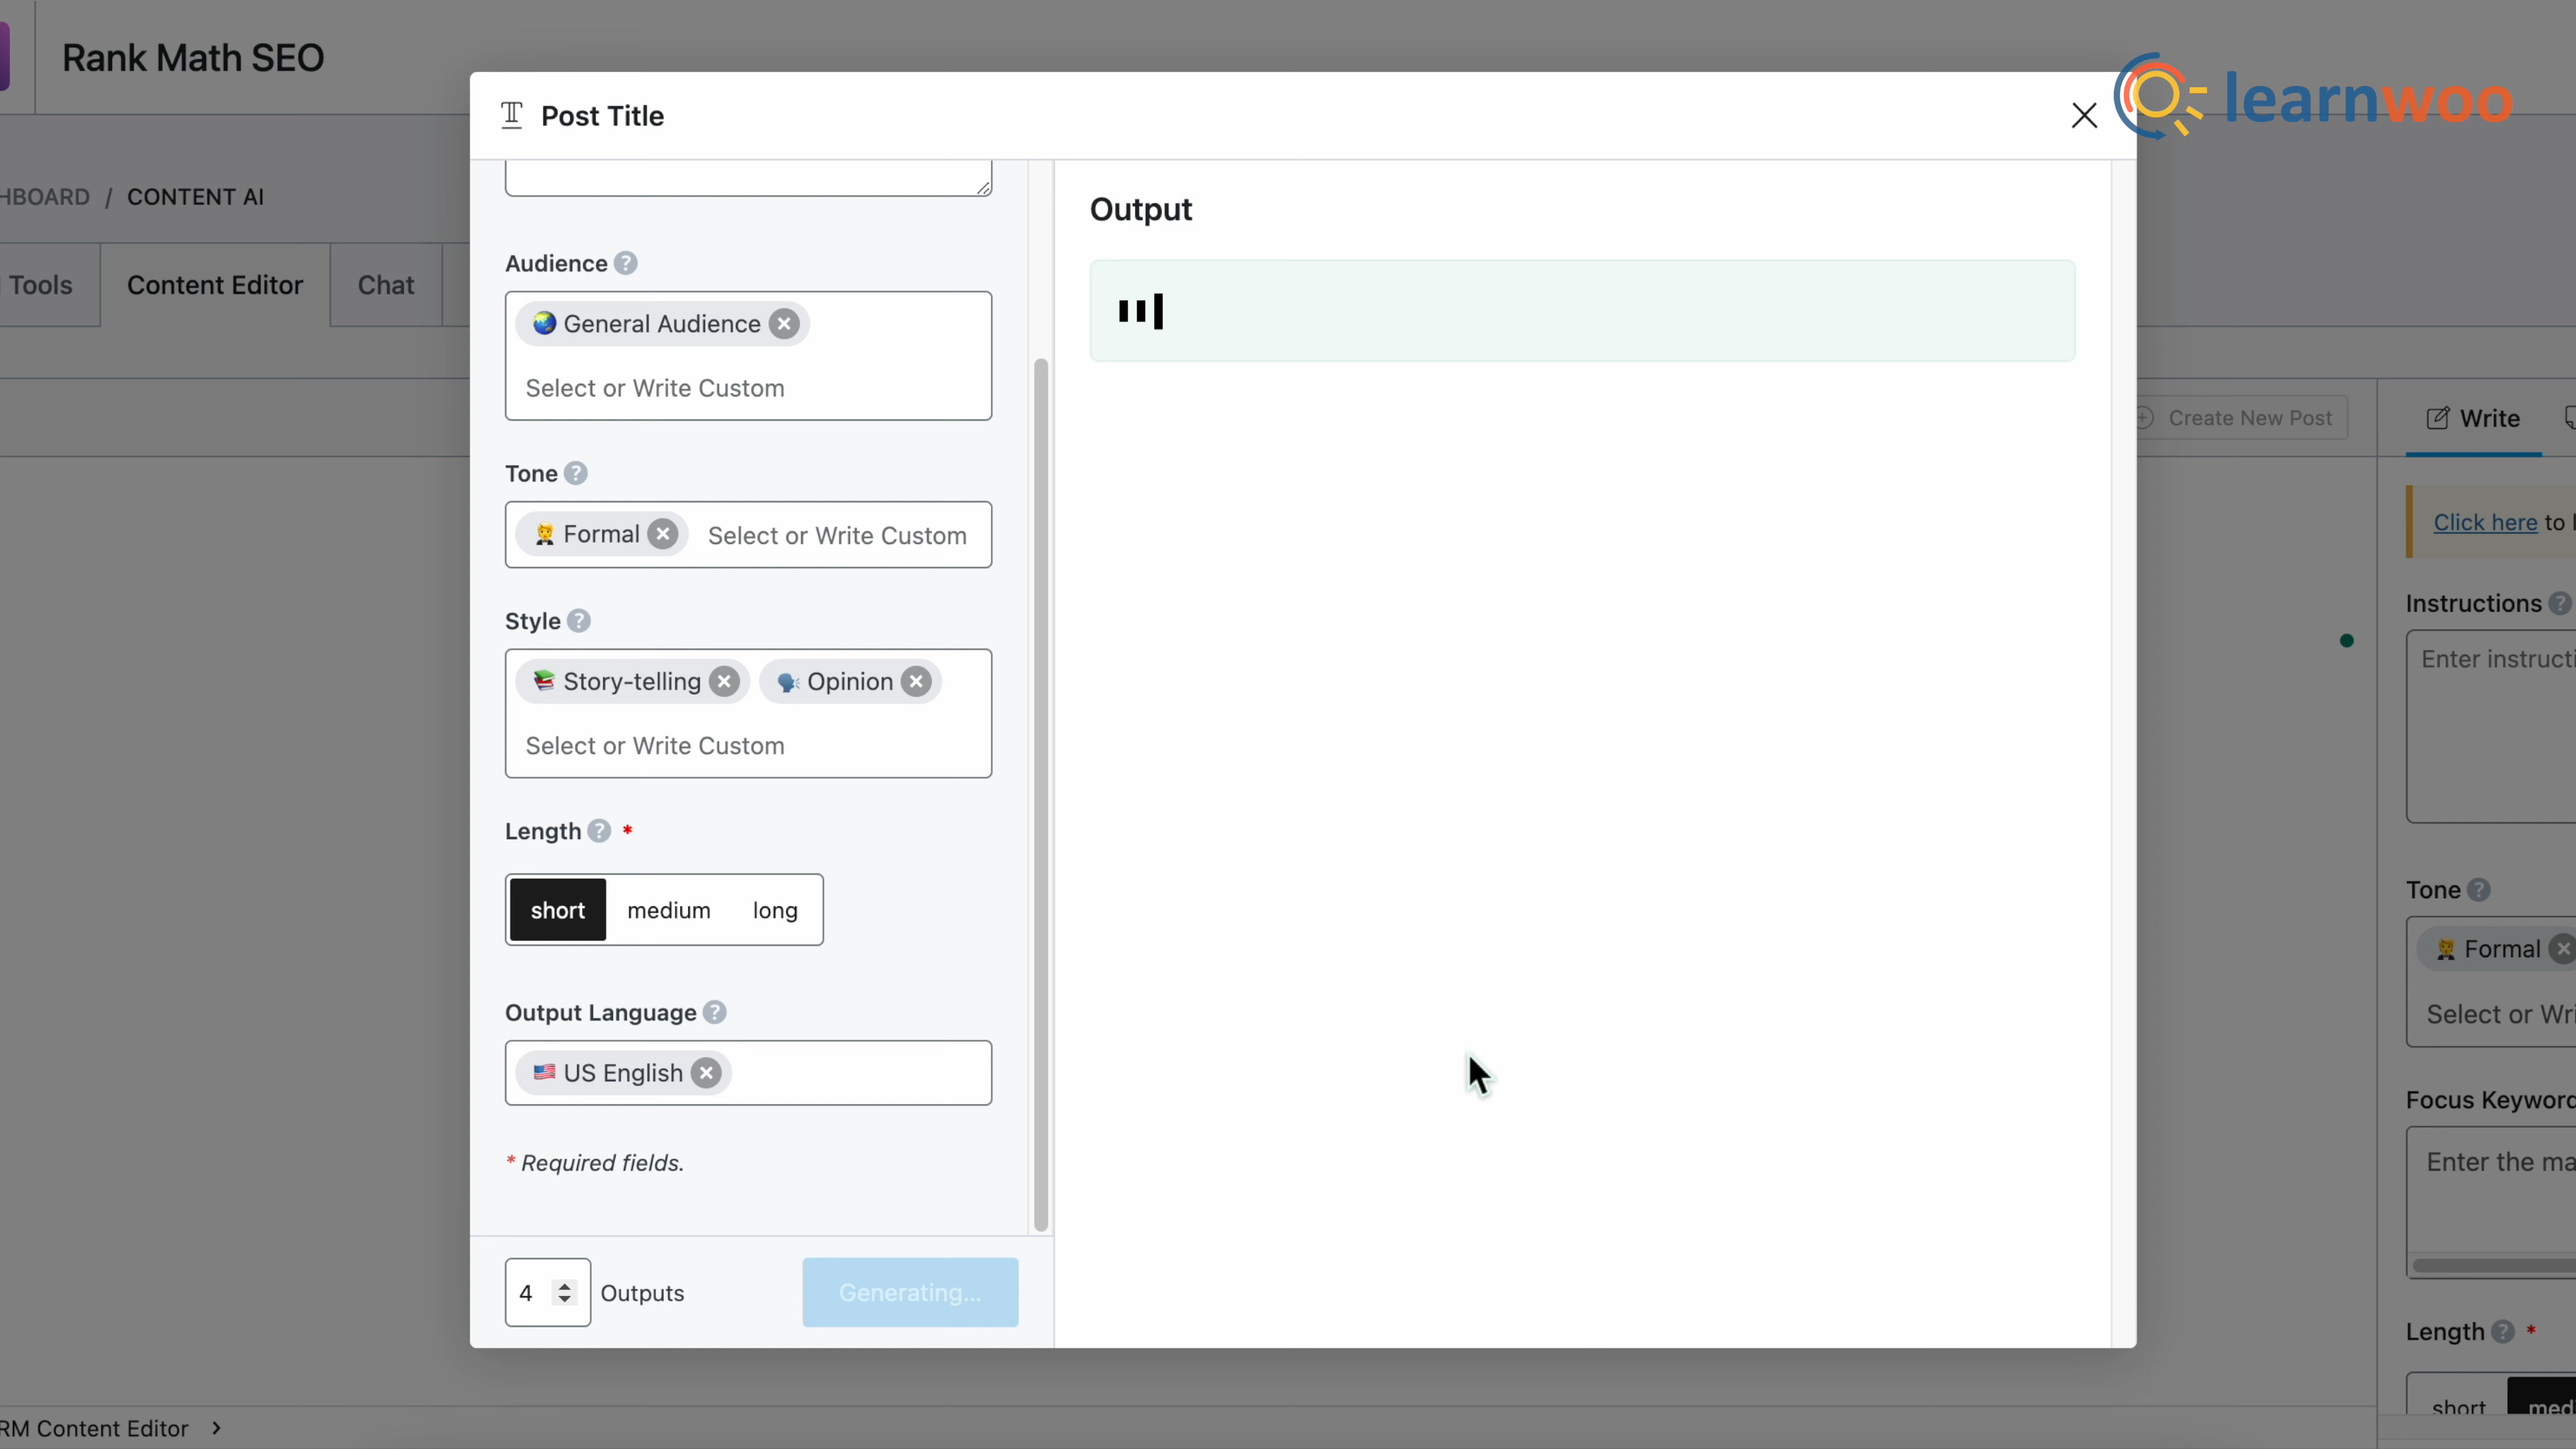 Rank Math SEO
learnwoo
Post Title
HBOARD / CONTENT AI
Tools
Content Editor
Chat
Output
Audience ?
General Audience
Select or Write Custom
Tone ?
Formal
Select or Write Custom
Style ?
Story-telling
Opinion
Select or Write Custom
Length ? *
short
medium
long
Output Language ?
US English
* Required fields.
4
Outputs
Generating...
Create New Post
Write
Click here to
Instructions ?
Enter instructi
Tone ?
Formal
Select or Wri
Focus Keyword
Enter the ma
Length ? *
short
med
RM Content Editor